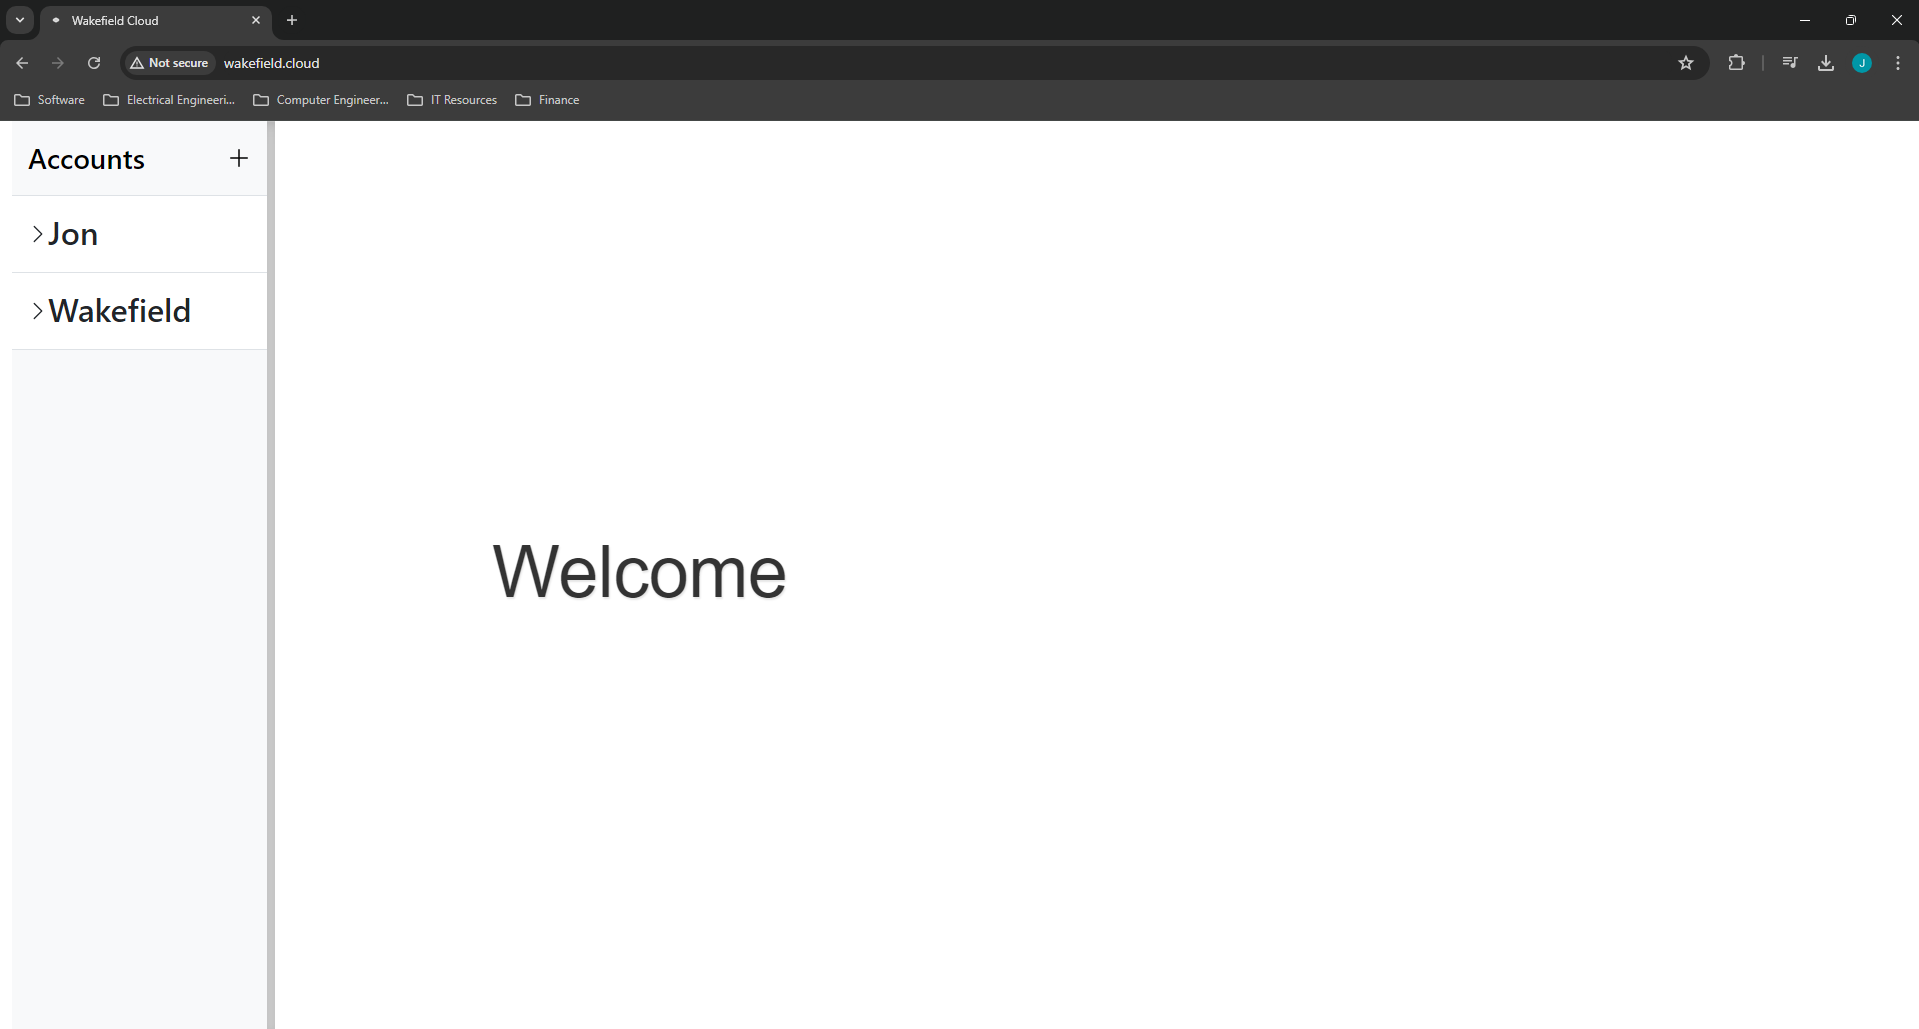 Wakefield Cloud
Not secure
wakefield.cloud
J
Software
Electrical Engineeri...
Computer Engineer...
IT Resources
Finance
Accounts
Jon
Wakefield
Welcome